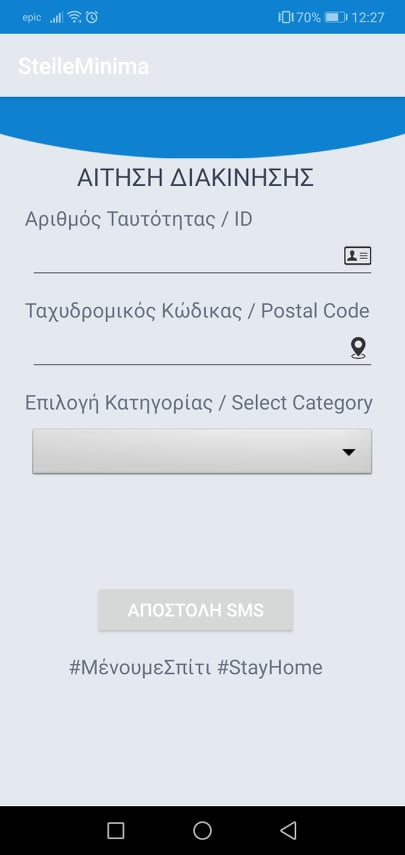 epic 70% 12:27
SteileMinima
ΑΙΤΗΣΗ ΔΙΑΚΙΝΗΣΗΣ
Αριθμός Ταυτότητας / ID
Ταχυδρομικός Κώδικας / Postal Code
Επιλογή Κατηγορίας / Select Category
ΑΠΟΣΤΟΛΗ SMS
#ΜένουμεΣπίτι #StayHome